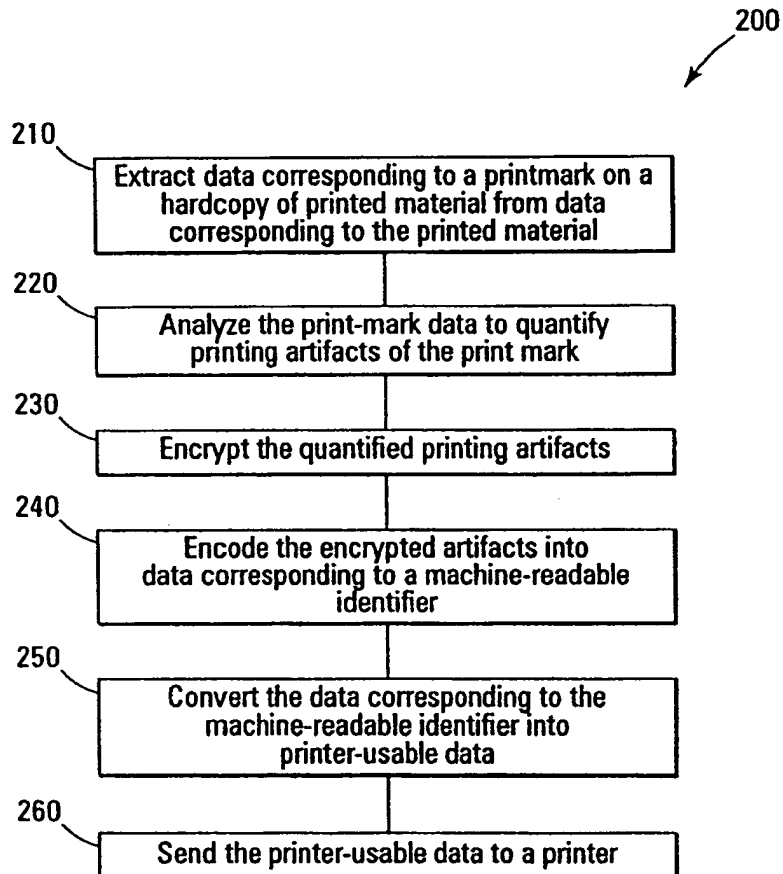 200
210
Extract data corresponding to a printmark on a
hardcopy of printed material from data
corresponding to the printed material
220
Analyze the print-mark data to quantify
printing artifacts of the print mark
230
Encrypt the quantified printing artifacts
240
Encode the encrypted artifacts into
data corresponding to a machine-readable
identifier
250
Convert the data corresponding to the
machine-readable identifier into
printer-usable data
260
Send the printer-usable data to a printer